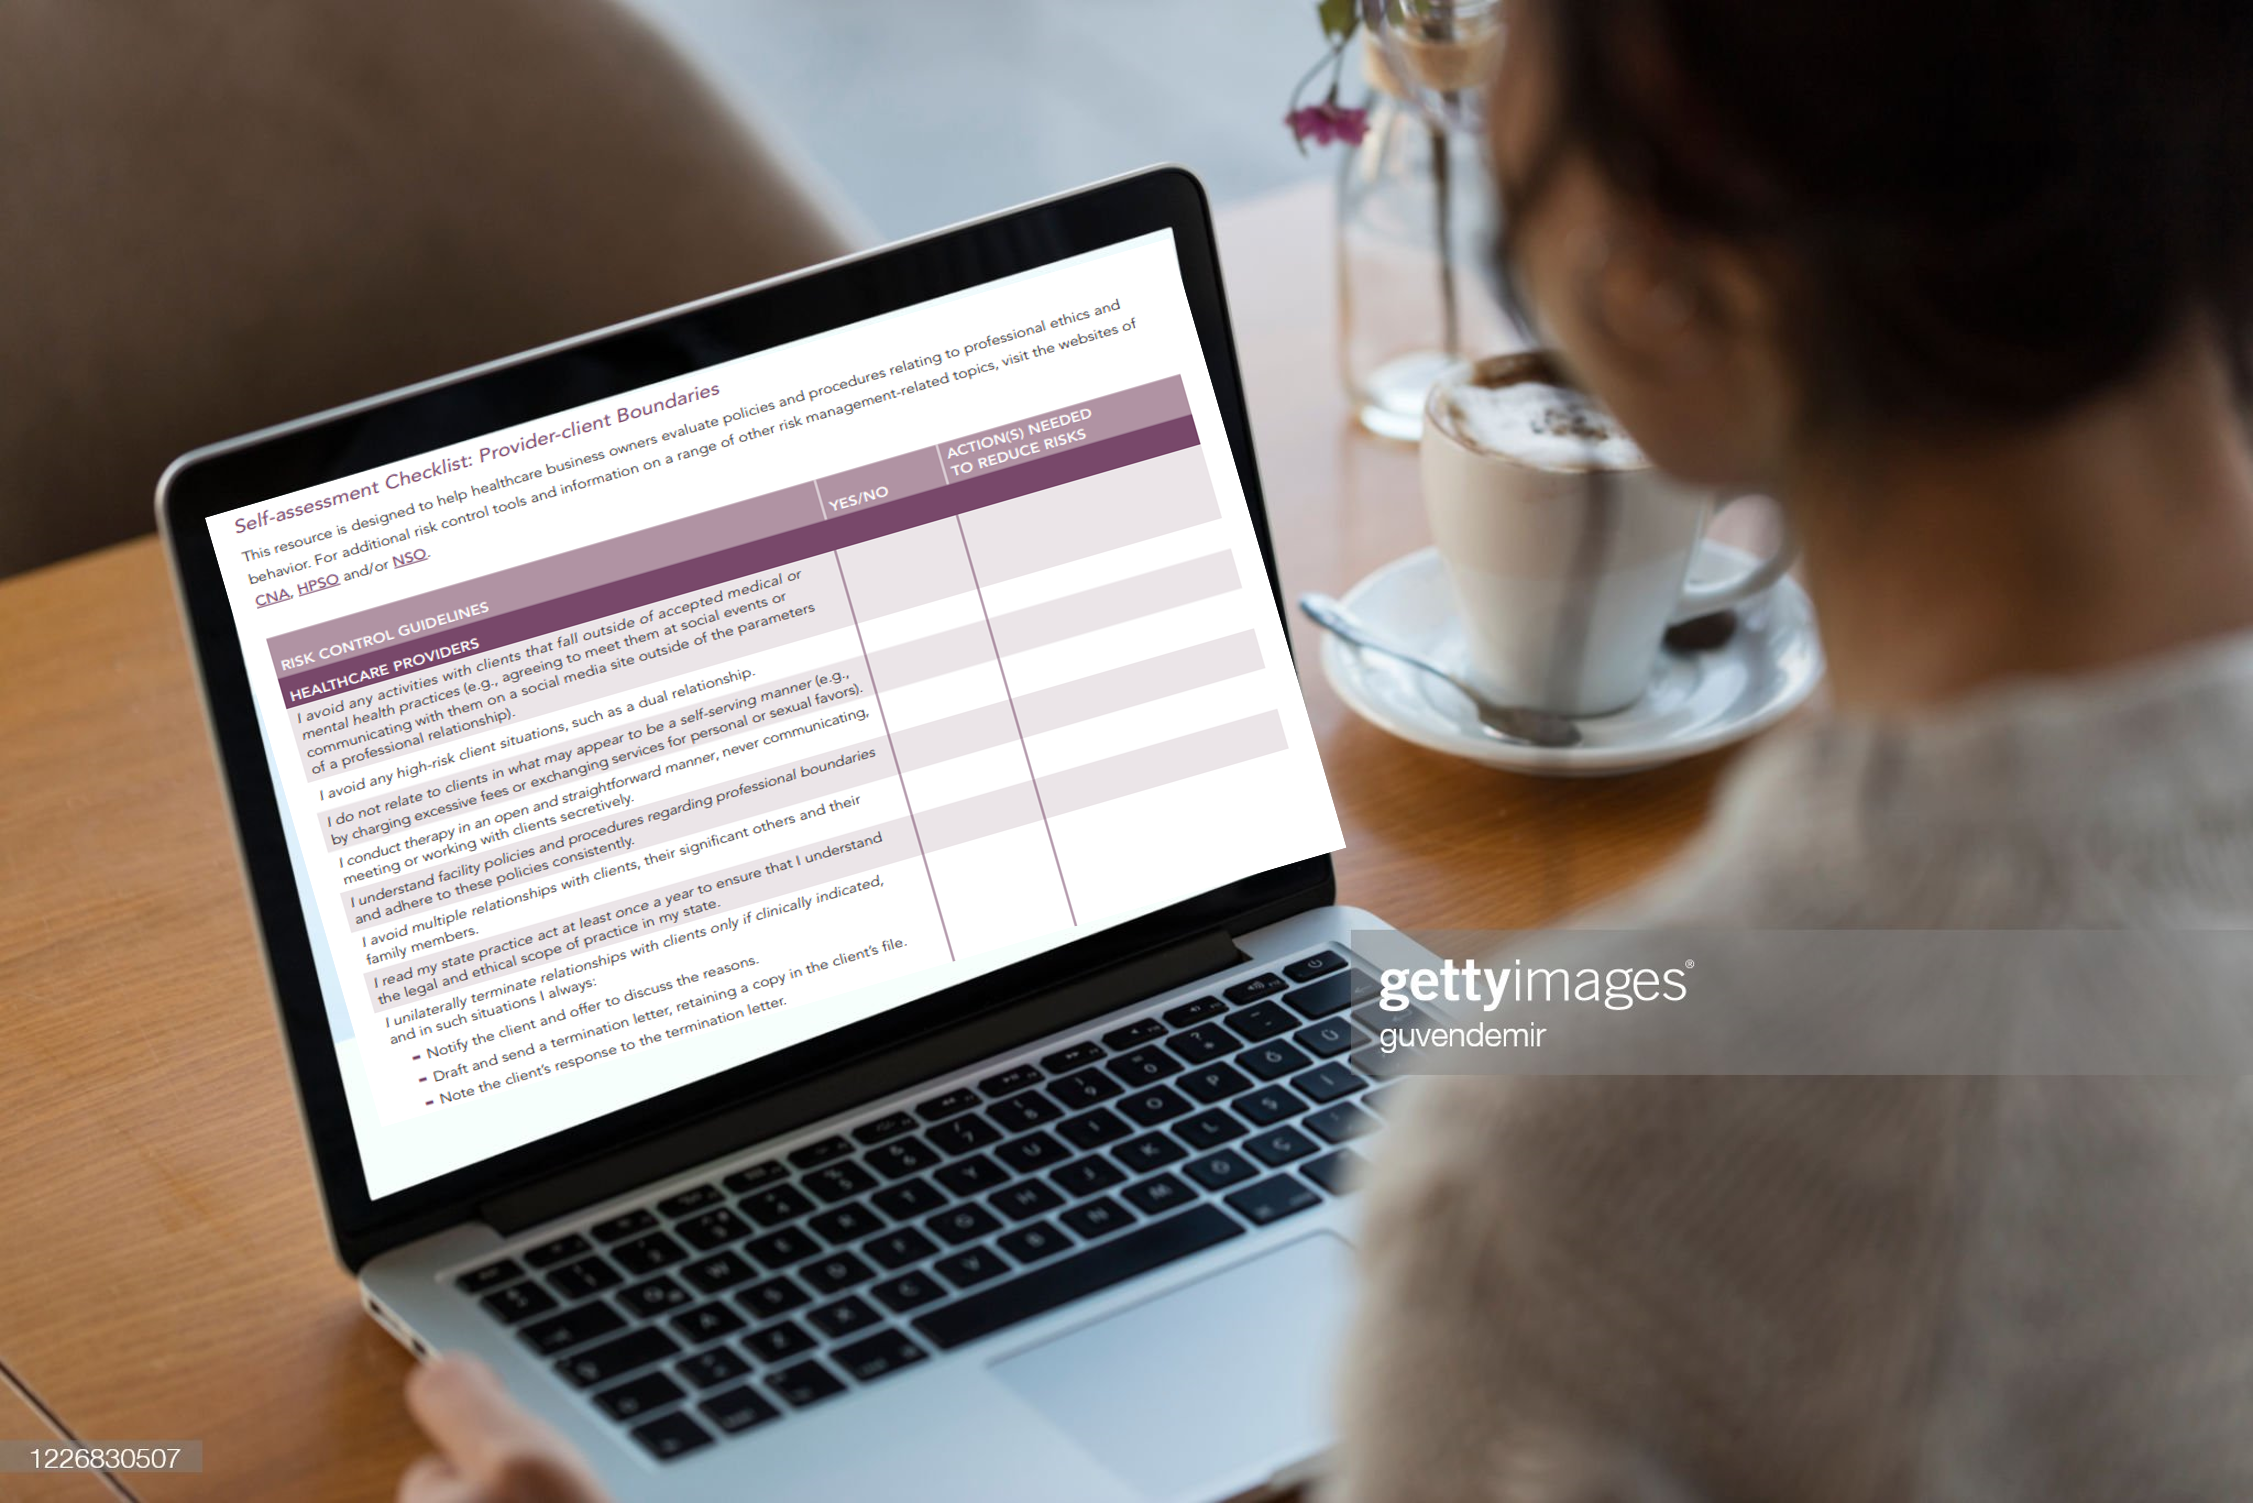 Self-assessment Checklist: Provider-client Boundaries
This resource is designed to help healthcare business owners evaluate policies and procedures relating to professional ethics and
behavior. For additional risk control tools and information on a range of other risk management-related topics, visit the websites of
CNA, HPSO and/or NSO.
RISK CONTROL GUIDELINES
YES/NO
ACTION(S) NEEDED
TO REDUCE RISKS
HEALTHCARE PROVIDERS
I avoid any activities with clients that fall outside of accepted medical or
mental health practices (e.g., agreeing to meet them at social events or
communicating with them on a social media site outside of the parameters
of a professional relationship).
I avoid any high-risk client situations, such as a dual relationship.
I do not relate to clients in what may appear to be a self-serving manner (e.g.,
by charging excessive fees or exchanging services for personal or sexual favors).
I conduct therapy in an open and straightforward manner, never communicating,
meeting or working with clients secretively.
I understand facility policies and procedures regarding professional boundaries
and adhere to these policies consistently.
I avoid multiple relationships with clients, their significant others and their
family members.
I read my state practice act at least once a year to ensure that I understand
the legal and ethical scope of practice in my state.
I unilaterally terminate relationships with clients only if clinically indicated,
and in such situations I always:
- Notify the client and offer to discuss the reasons.
- Draft and send a termination letter, retaining a copy in the client's file.
- Note the client's response to the termination letter.
gettyimages®
guvendemir
1226830507